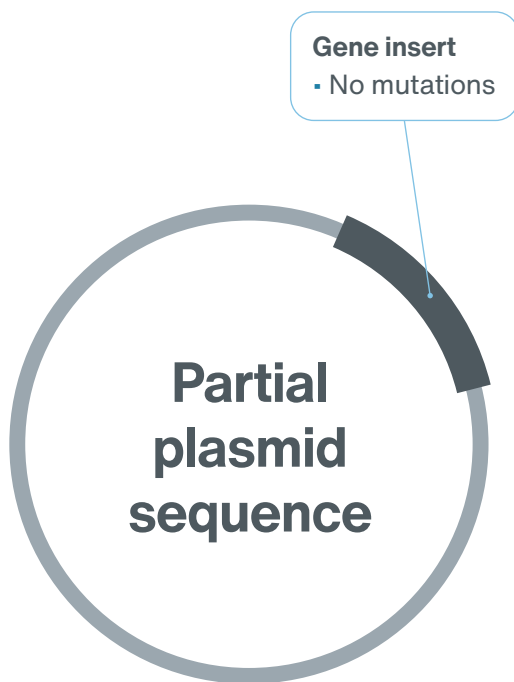 Gene insert
▪ No mutations
Partial
plasmid
sequence